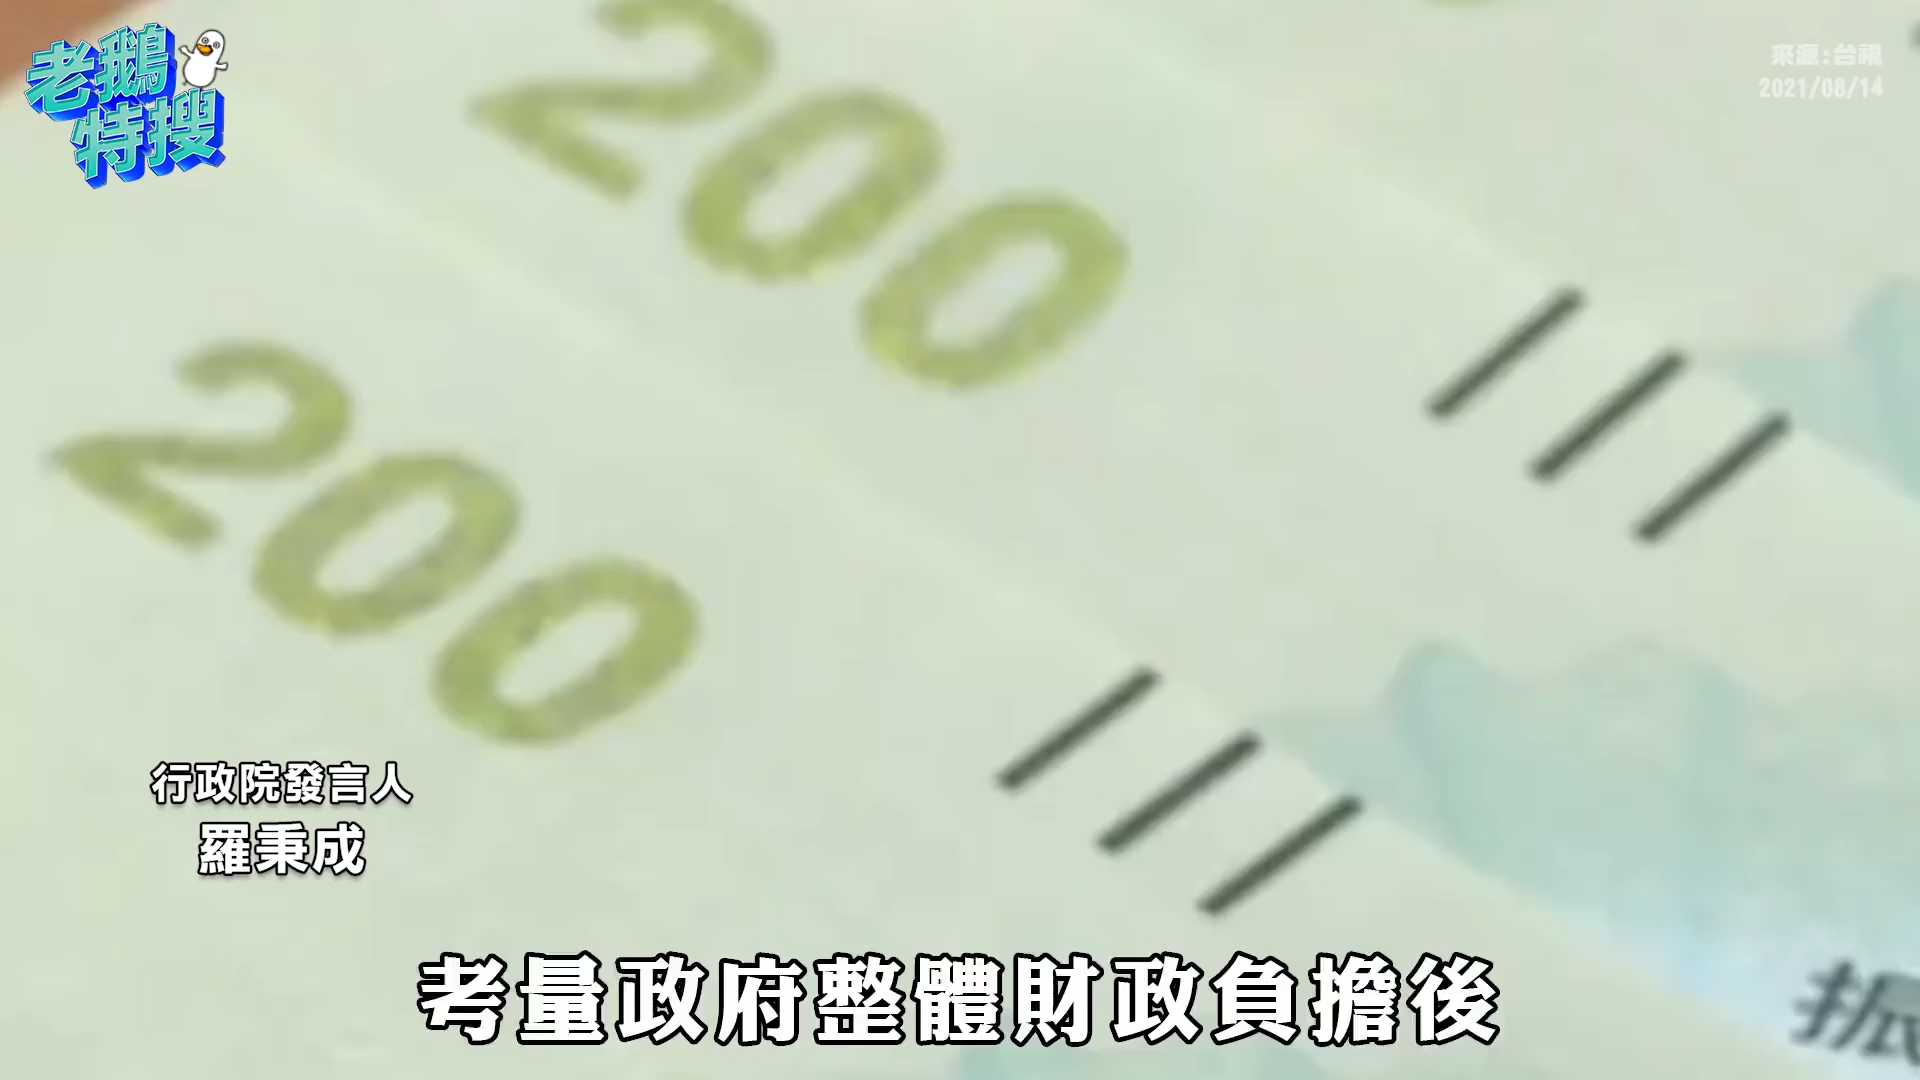 老鵝
特搜
來源:台視
2021/08/14
200
200
行政院發言人
羅秉成
考量政府整體財政負擔後
振